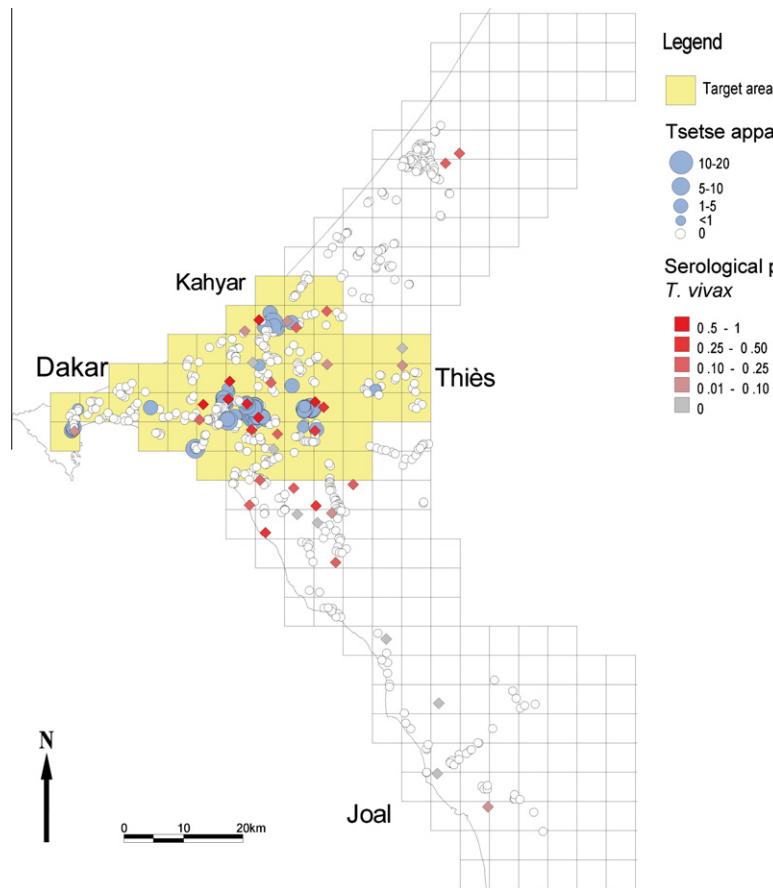 Legend
Target area
Tsetse appa
10-20
5-10
1-5
<1
0
Serological p
T. vivax
0.5 - 1
0.25 - 0.50
0.10 - 0.25
0.01 - 0.10
0
Kahyar
Dakar
Thiès
Joal
N
0 10 20km